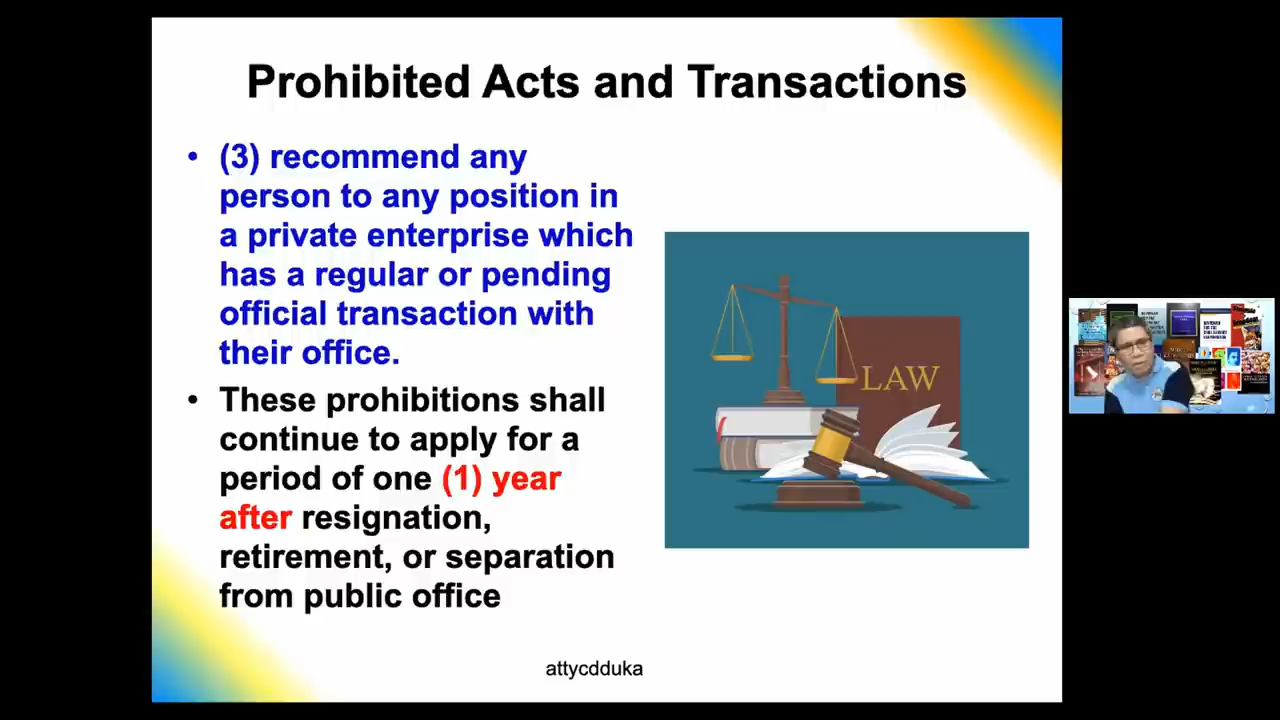 Prohibited Acts and Transactions
• (3) recommend any
person to any position in
a private enterprise which
has a regular or pending
official transaction with
their office.
• These prohibitions shall
continue to apply for a
period of one (1) year
after resignation,
retirement, or separation
from public office
LAW
attycdduka